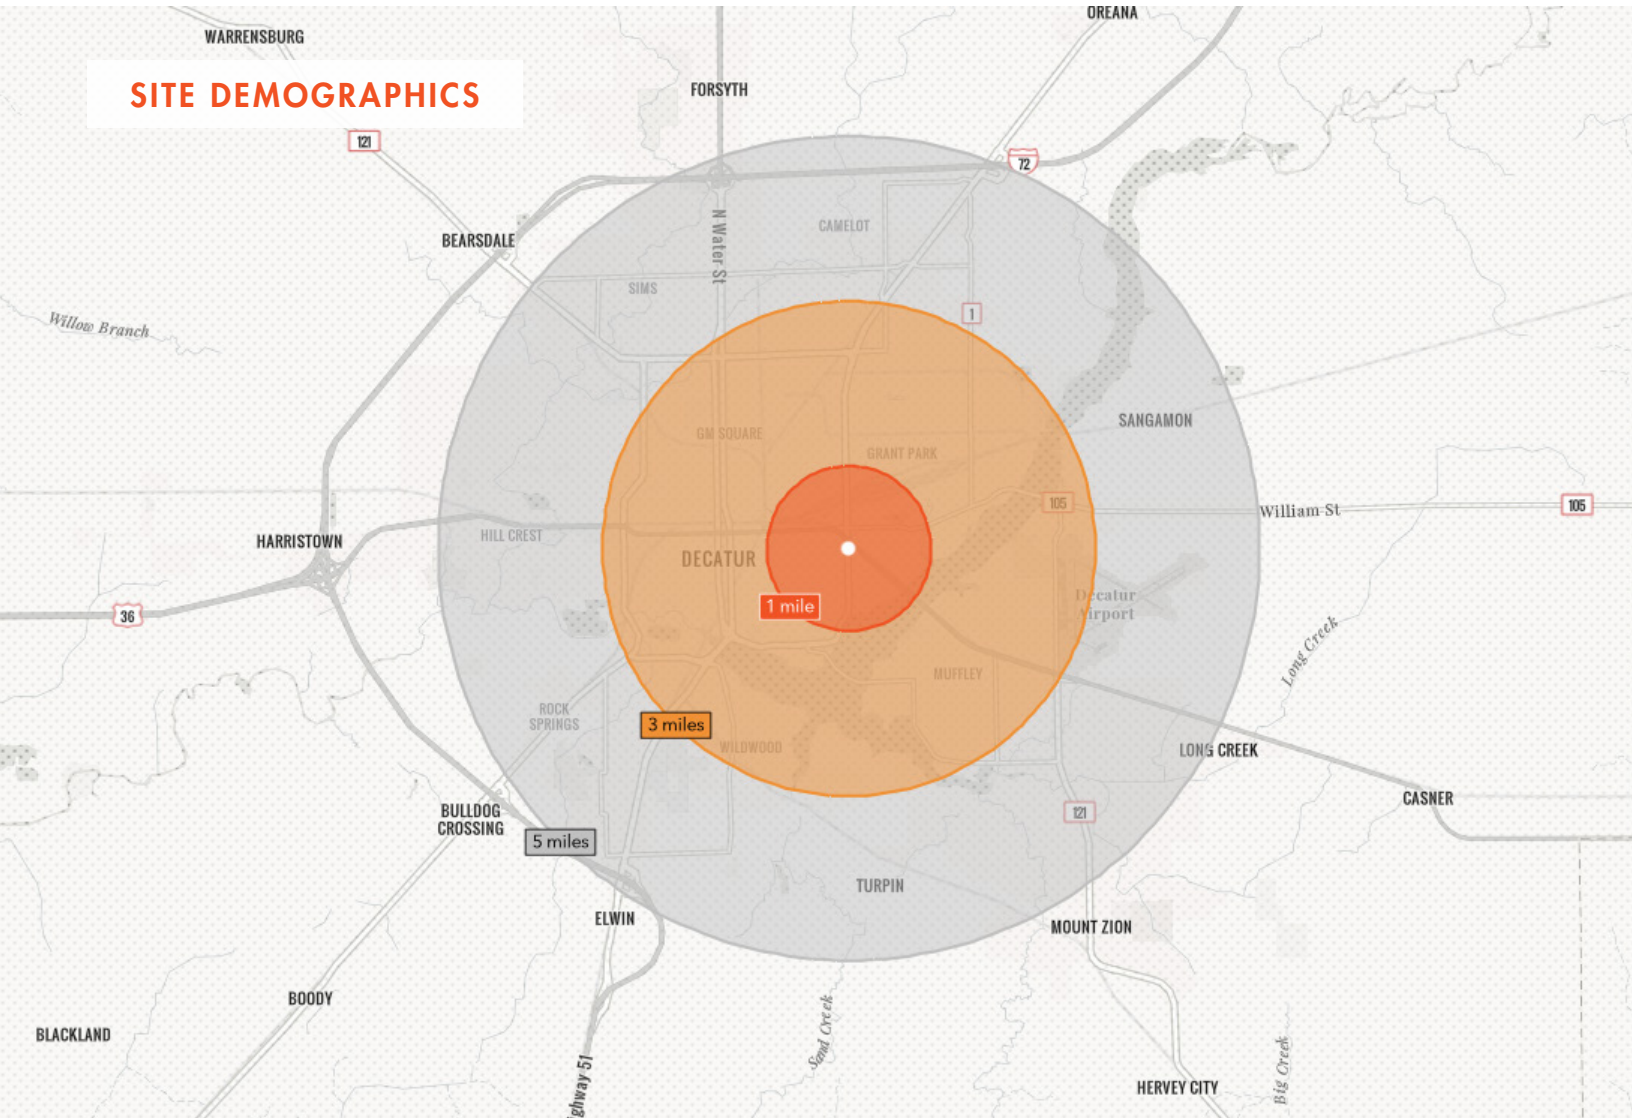 OREANA
WARRENSBURG
SITE DEMOGRAPHICS
FORSYTH
121
72
CAMELOT
N Water St
BEARSDALE
SIMS
1
Willow Branch
SANGAMON
GM SQUARE
GRANT PARK
105
William St
105
HILL CREST
HARRISTOWN
DECATUR
Decatur
Airport
1 mile
36
Long Creek
MUFFLEY
ROCK
SPRINGS
3 miles
WILDWOOD
LONG CREEK
CASNER
BULLDOG
CROSSING
121
5 miles
TURPIN
ELWIN
MOUNT ZION
BOODY
BLACKLAND
Sand Creek
ghway 51
Big Creek
HERVEY CITY